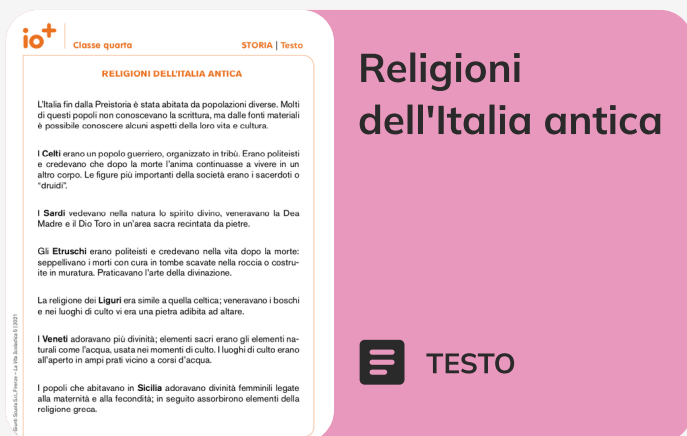 io+
Classe quarta
STORIA | Testo
RELIGIONI DELL'ITALIA ANTICA
L'Italia fin dalla Preistoria è stata abitata da popolazioni diverse. Molti
di questi popoli non conoscevano la scrittura, ma dalle fonti materiali
è possibile conoscere alcuni aspetti della loro vita e cultura.
I Celti erano un popolo guerriero, organizzato in tribù. Erano politeisti
e credevano che dopo la morte l'anima continuasse a vivere in un
altro corpo. Le figure più importanti della società erano i sacerdoti o
"druidi".
I Sardi vedevano nella natura lo spirito divino, veneravano la Dea
Madre e il Dio Toro in un'area sacra recintata da pietre.
Gli Etruschi erano politeisti e credevano nella vita dopo la morte:
seppellivano i morti con cura in tombe scavate nella roccia o costru-
ite in muratura. Praticavano l'arte della divinazione.
La religione dei Liguri era simile a quella celtica; veneravano i boschi
e nei luoghi di culto vi era una pietra adibita ad altare.
I Veneti adoravano più divinità; elementi sacri erano gli elementi na-
turali come l'acqua, usata nei momenti di culto. I luoghi di culto erano
all'aperto in ampi prati vicino a corsi d'acqua.
I popoli che abitavano in Sicilia adoravano divinità femminili legate
alla maternità e alla fecondità; in seguito assorbirono elementi della
religione greca.
Giunti Scuola S.r.l., Firenze – La Vita Scolastica 5 | 2021
Religioni
dell'Italia antica
TESTO